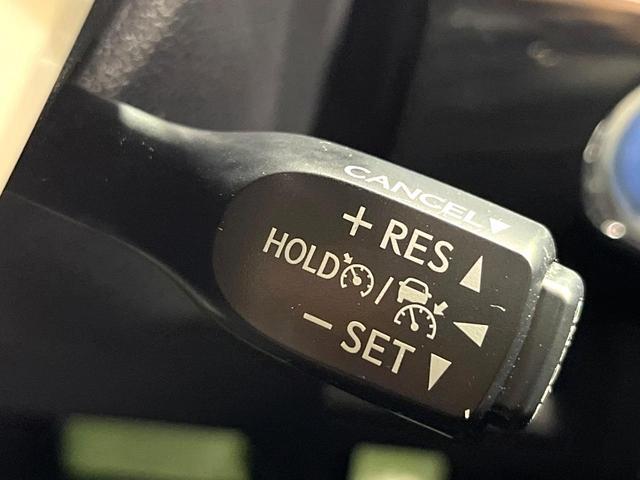 CANCEL
+ RES
HOLD /
- SET